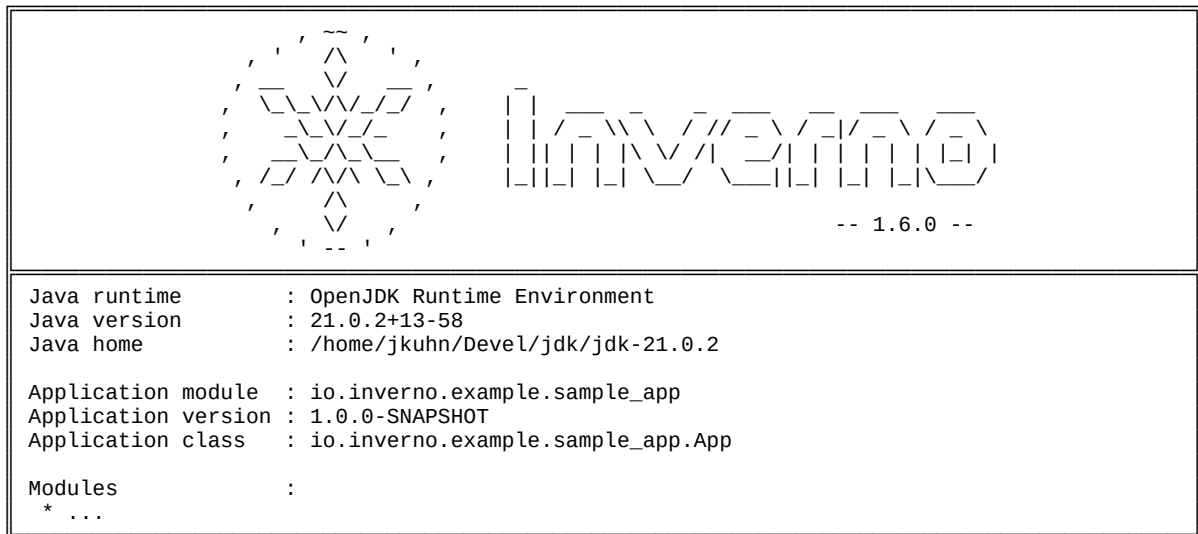 Inverno
-- 1.6.0 --
Java runtime : OpenJDK Runtime Environment
Java version : 21.0.2+13-58
Java home : /home/jkuhn/Devel/jdk/jdk-21.0.2
Application module : io.inverno.example.sample_app
Application version : 1.0.0-SNAPSHOT
Application class : io.inverno.example.sample_app.App
Modules :
* ...